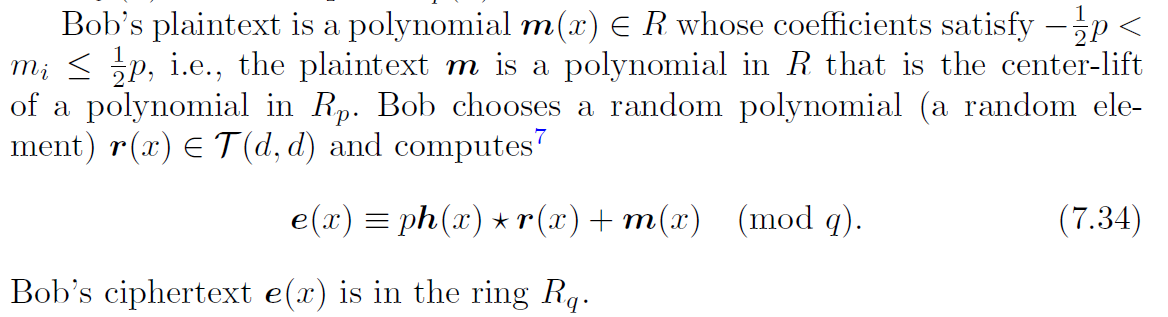 Bob's plaintext is a polynomial m(x) ∈ R whose coefficients satisfy −½p <
mᵢ ≤ ½p, i.e., the plaintext m is a polynomial in R that is the center-lift
of a polynomial in Rₚ. Bob chooses a random polynomial (a random ele-
ment) r(x) ∈ 𝒯(d, d) and computes⁷
e(x) ≡ ph(x) ⋆ r(x) + m(x) (mod q). (7.34)
Bob's ciphertext e(x) is in the ring R_q.